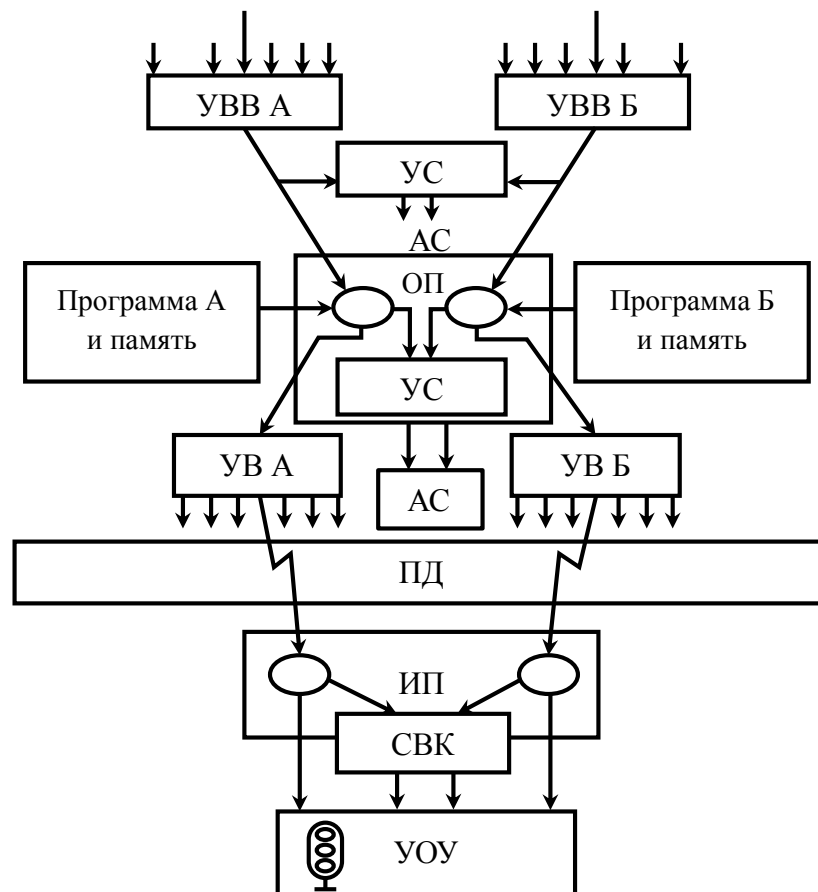 УВВ А
УВВ Б
УС
АС
ОП
Программа А
и память
Программа Б
и память
УС
УВ А
УВ Б
АС
ПД
ИП
СВК
УОУ